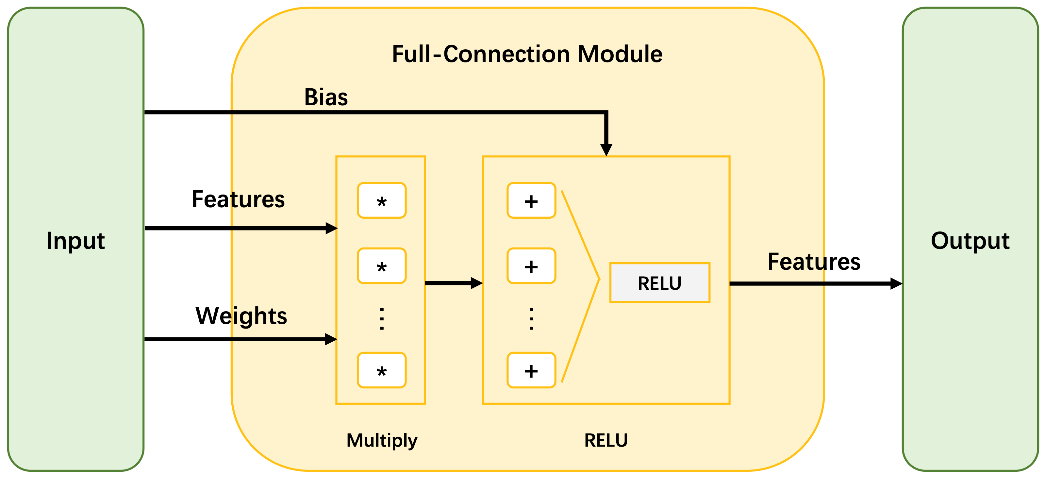 Full-Connection Module
Bias
Features
Weights
Input
*
*
⋮
*
+
+
⋮
+
RELU
Features
Output
Multiply
RELU